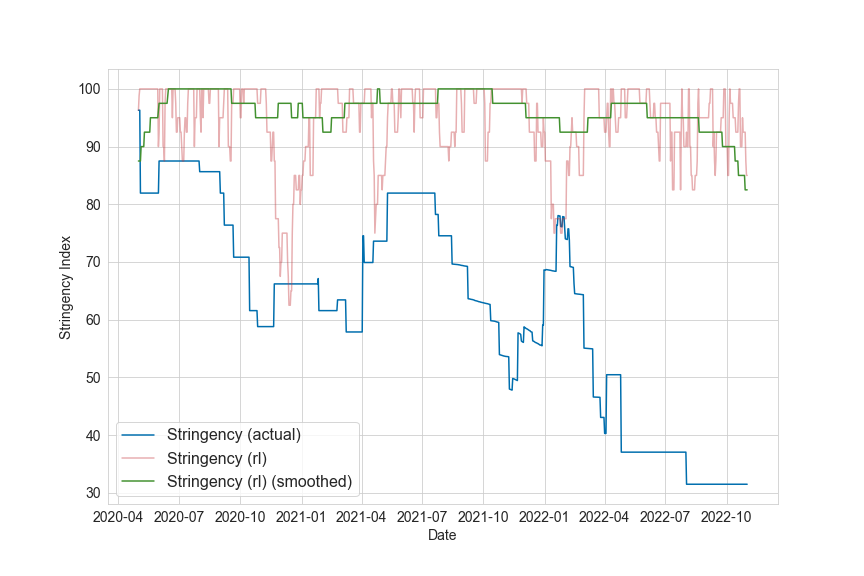 100
90
80
70
60
50
40
30
Stringency Index
Stringency (actual)
Stringency (rl)
Stringency (rl) (smoothed)
2020-04 2020-07 2020-10 2021-01 2021-04 2021-07 2021-10 2022-01 2022-04 2022-07 2022-10
Date